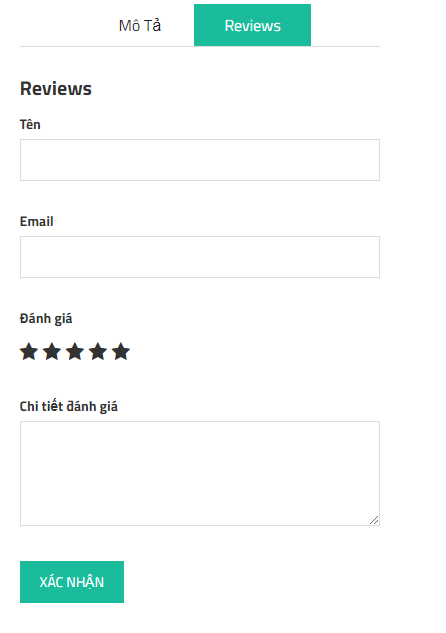 Mô Tả
Reviews
Reviews
Tên
Email
Đánh giá
Chi tiết đánh giá
XÁC NHẬN